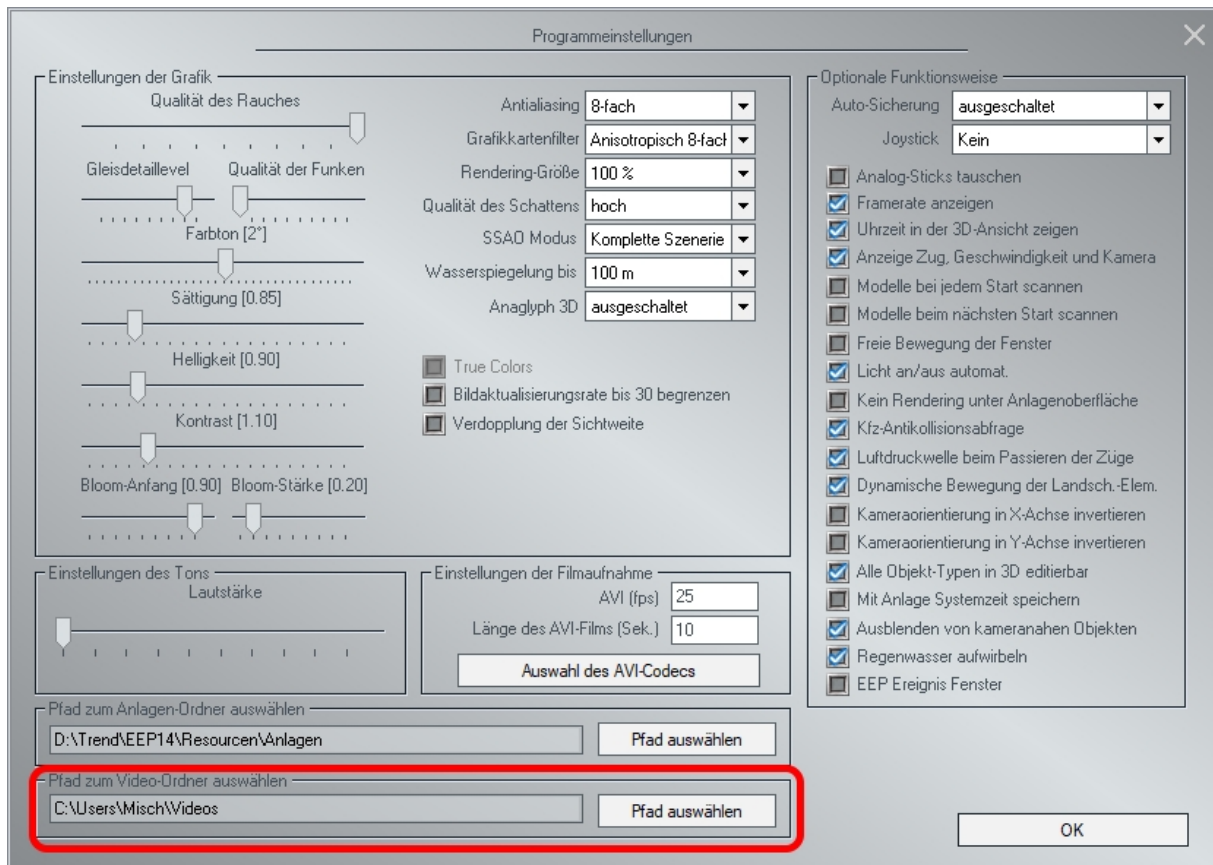 Programmeinstellungen
Einstellungen der Grafik
Qualität des Rauches
Gleisdetaillevel Qualität der Funken
Farbton [2°]
Sättigung [0.85]
Helligkeit [0.90]
Kontrast [1.10]
Bloom-Anfang [0.90] Bloom-Stärke [0.20]
Antialiasing 8-fach
Grafikkartenfilter Anisotropisch 8-fach
Rendering-Größe 100 %
Qualität des Schattens hoch
SSAO Modus Komplette Szenerie
Wasserspiegelung bis 100 m
Anaglyph 3D ausgeschaltet
True Colors
Bildaktualisierungsrate bis 30 begrenzen
Verdopplung der Sichtweite
Einstellungen des Tons
Lautstärke
Einstellungen der Filmaufnahme
AVI (fps) 25
Länge des AVI-Films (Sek.) 10
Auswahl des AVI-Codecs
Pfad zum Anlagen-Ordner auswählen
D:\Trend\EEP14\Resourcen\Anlagen Pfad auswählen
Pfad zum Video-Ordner auswählen
C:\Users\Misch\Videos Pfad auswählen
Optionale Funktionsweise
Auto-Sicherung ausgeschaltet
Joystick Kein
Analog-Sticks tauschen
Framerate anzeigen
Uhrzeit in der 3D-Ansicht zeigen
Anzeige Zug, Geschwindigkeit und Kamera
Modelle bei jedem Start scannen
Modelle beim nächsten Start scannen
Freie Bewegung der Fenster
Licht an/aus automat.
Kein Rendering unter Anlagenoberfläche
Kfz-Antikollisionsabfrage
Luftdruckwelle beim Passieren der Züge
Dynamische Bewegung der Landsch.-Elem.
Kameraorientierung in X-Achse invertieren
Kameraorientierung in Y-Achse invertieren
Alle Objekt-Typen in 3D editierbar
Mit Anlage Systemzeit speichern
Ausblenden von kameranahen Objekten
Regenwasser aufwirbeln
EEP Ereignis Fenster
OK